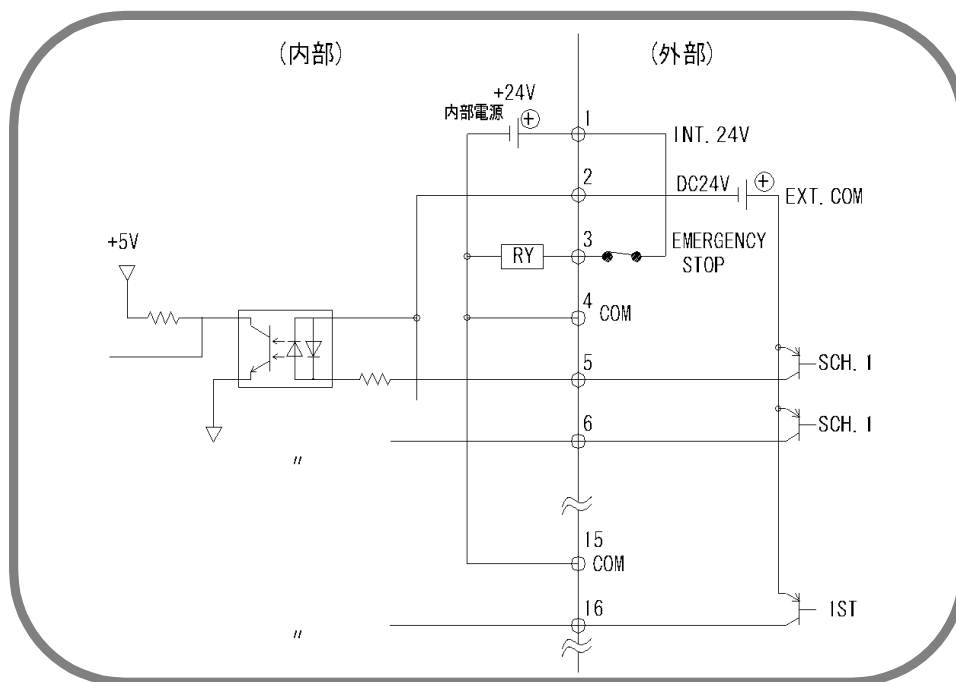 (内部)
(外部)
+24V
内部電源
1
INT. 24V
2
DC24V
EXT. COM
+5V
RY
3
EMERGENCY
STOP
4
COM
5
SCH. 1
6
SCH. 1
〃
15
COM
16
1ST
〃